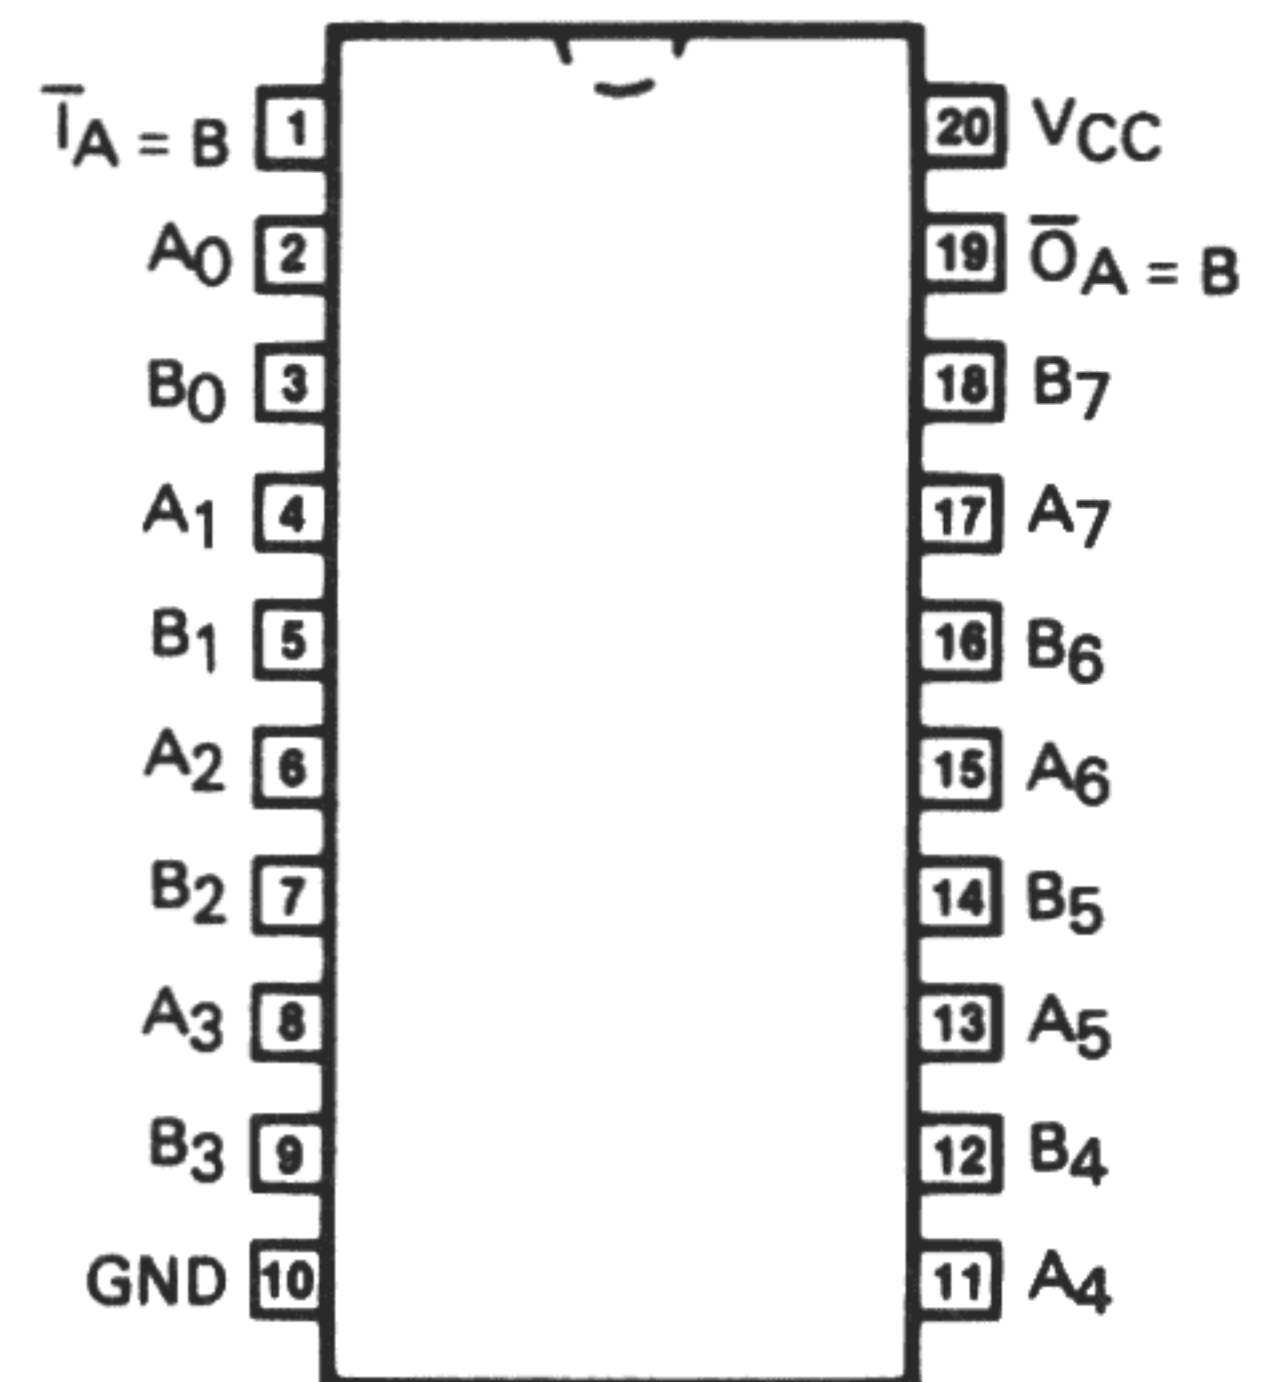 I̅A = B 1 20 VCC
A0 2 19 O̅A = B
B0 3 18 B7
A1 4 17 A7
B1 5 16 B6
A2 6 15 A6
B2 7 14 B5
A3 8 13 A5
B3 9 12 B4
GND 10 11 A4